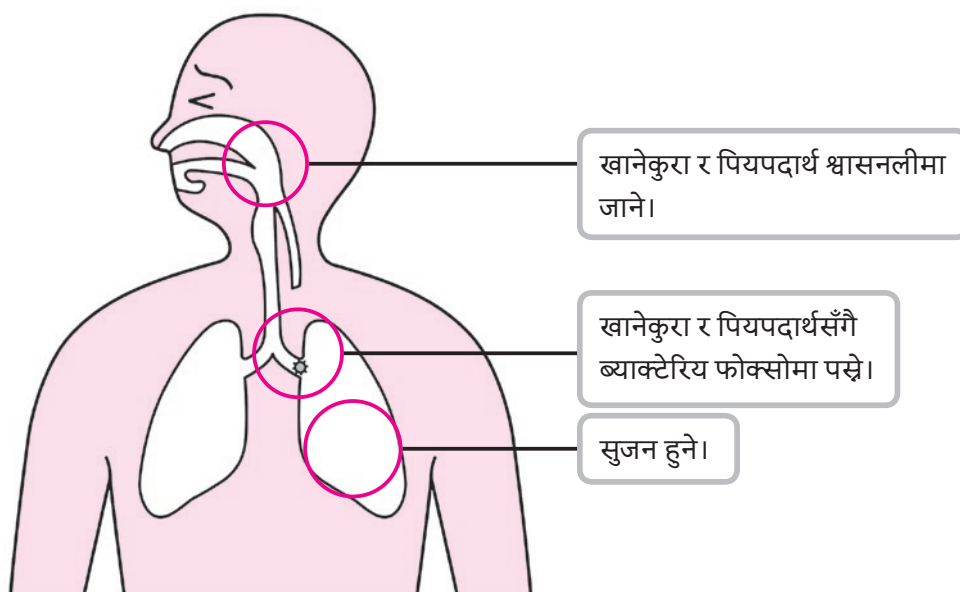 खानेकुरा र पियपदार्थ श्वासनलीमा
जाने।
खानेकुरा र पियपदार्थसँगै
ब्याक्टेरिय फोक्सोमा पस्ने।
सुजन हुने।